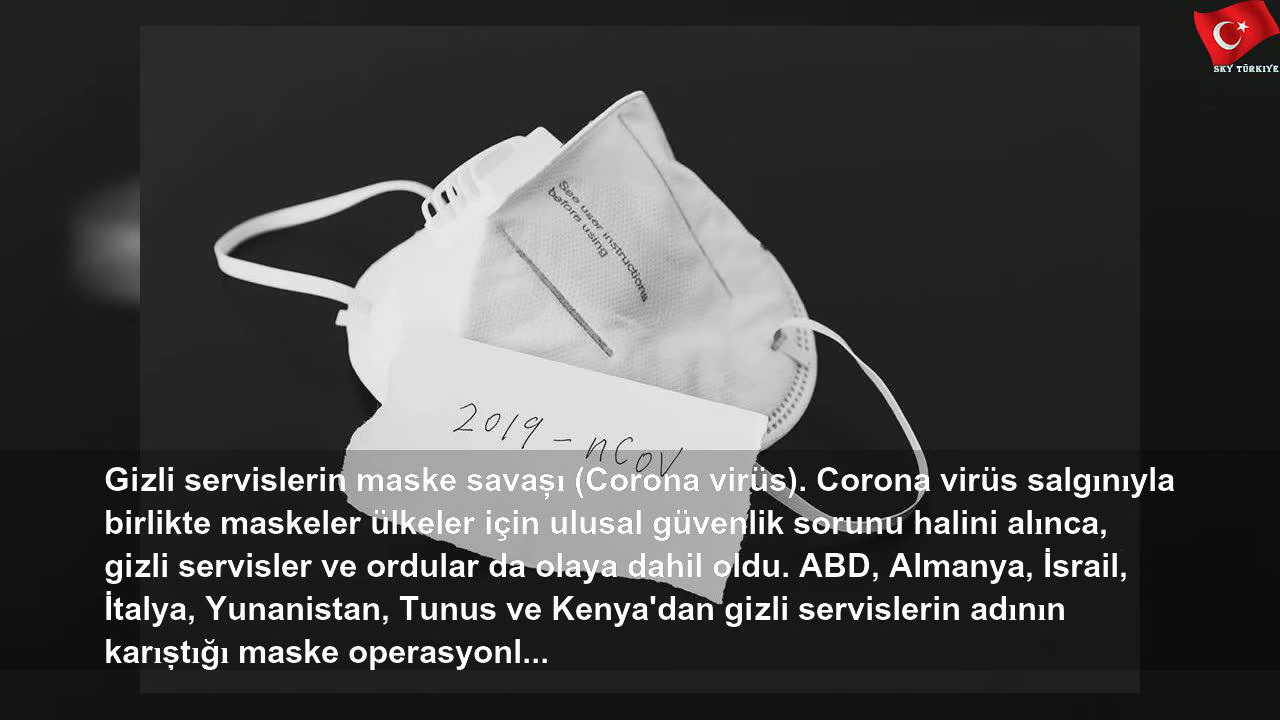 SKY TÜRKIYE
See user instructions
before using
2019-nCoV
Gizli servislerin maske savaşı (Corona virüs). Corona virüs salgınıyla
birlikte maskeler ülkeler için ulusal güvenlik sorunu halini alınca,
gizli servisler ve ordular da olaya dahil oldu. ABD, Almanya, İsrail,
İtalya, Yunanistan, Tunus ve Kenya'dan gizli servislerin adının
karıştığı maske operasyonl...